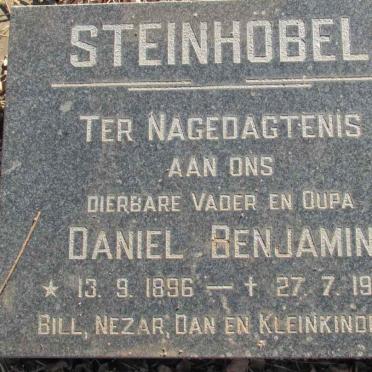 STEINHÖBEL
TER NAGEDAGTENIS
AAN ONS
DIERBARE VADER EN OUPA
DANIEL BENJAMIN
★ 13. 9. 1896 — † 27. 7. 19
BILL, NEZAR, DAN EN KLEINKIND